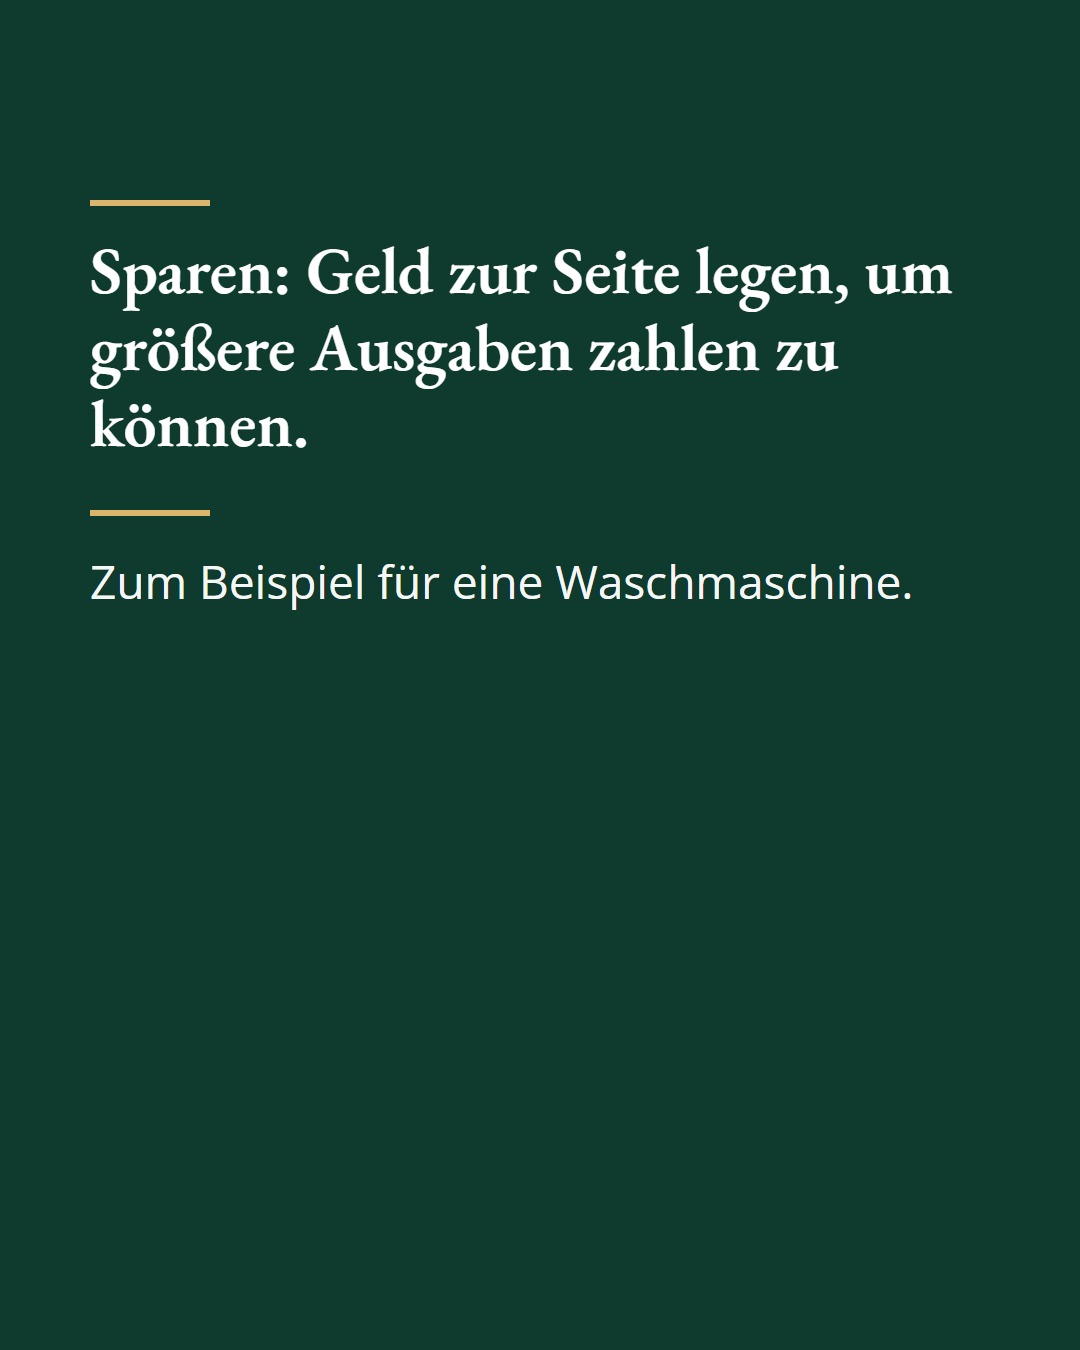 Sparen: Geld zur Seite legen, um
größere Ausgaben zahlen zu
können.
Zum Beispiel für eine Waschmaschine.